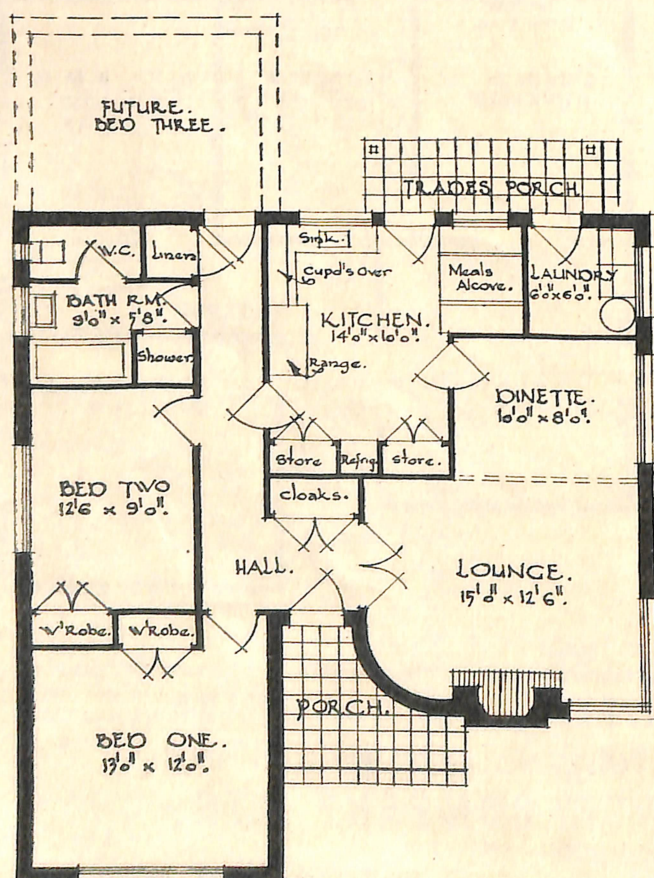 FUTURE.
BED THREE.
TRADES PORCH
W.C.
Linen
Sink.
Cupd's Over
Meals
Alcove.
LAUNDRY
6'0" x 6'0".
BATH RM.
9'0" x 5'8".
Shower
KITCHEN.
14'0" x 10'0".
Range.
DINETTE.
10'0" x 8'0".
Store
Refrig
Store.
Cloaks.
BED TWO
12'6 x 9'0".
HALL.
LOUNGE.
15'0" x 12'6".
W'Robe.
W'Robe.
PORCH.
BED ONE.
13'0" x 12'0".